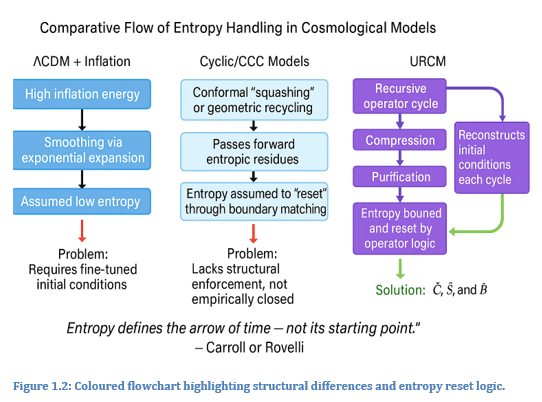 Comparative Flow of Entropy Handling in Cosmological Models
ΛCDM + Inflation
High inflation energy
Smoothing via
exponential expansion
Assumed low entropy
Problem:
Requires fine-tuned
initial conditions
Cyclic/CCC Models
Conformal “squashing”
or geometric recycling
Passes forward
entropic residues
Entropy assumed to “reset”
through boundary matching
Problem:
Lacks structural
enforcement, not
empirically closed
URCM
Recursive
operator cycle
Compression
Purification
Entropy bouned
and reset by
operator logic
Reconstructs
initial
conditions
each cycle
Solution: Č, Ŝ, and B̂
Entropy defines the arrow of time — not its starting point."
– Carroll or Rovelli
Figure 1.2: Coloured flowchart highlighting structural differences and entropy reset logic.